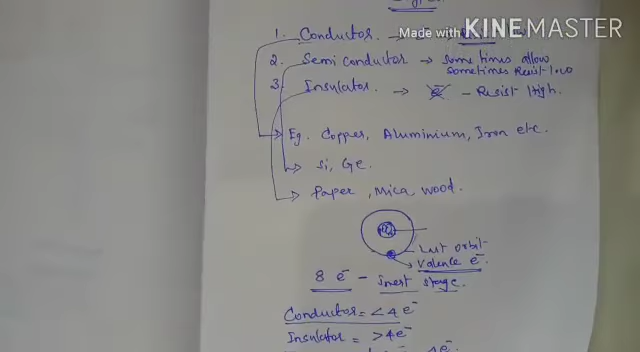 Made with KINEMASTER
1. Conductor →
2. Semi conductor → Some times allow
sometimes Resist low
3. Insulator → e⁻ - Resist High.
Eg. Copper, Aluminium, Iron etc.
Si, Ge.
Paper, Mica, wood.
Last orbit
Valence e⁻.
8 e⁻ - inert stage.
Conductor = <4 e⁻
Insulator = >4 e⁻